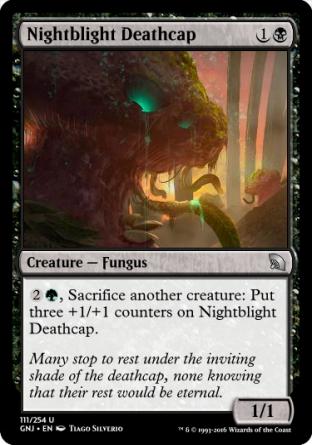 Nightblight Deathcap 1
Creature — Fungus
2 , Sacrifice another creature: Put
three +1/+1 counters on Nightblight
Deathcap.
Many stop to rest under the inviting
shade of the deathcap, none knowing
that their rest would be eternal.
1/1
111/254 U
GNJ • EN Tiago Silverio
™ & © 1993-2016 Wizards of the Coast